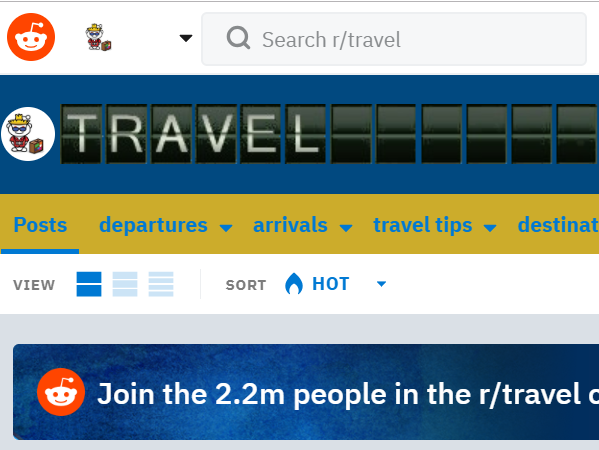 Search r/travel
TRAVEL
Posts departures arrivals travel tips destinat
VIEW SORT HOT
Join the 2.2m people in the r/travel c